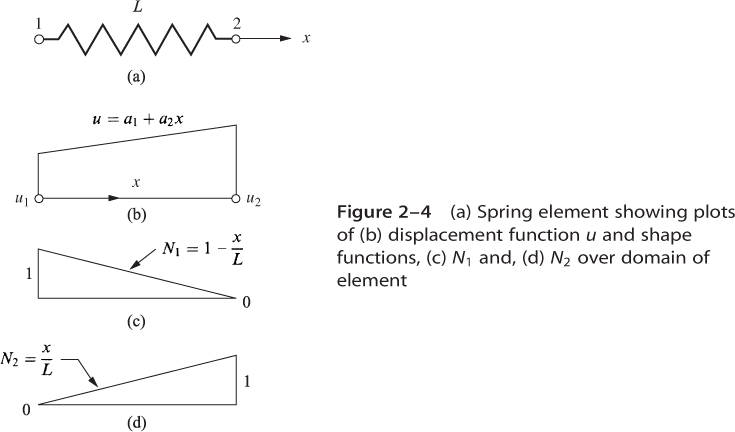 L
1
2
x
(a)
u = a₁ + a₂x
x
u₁
u₂
(b)
N₁ = 1 − x/L
1
0
(c)
N₂ = x/L
1
0
(d)
Figure 2–4 (a) Spring element showing plots
of (b) displacement function u and shape
functions, (c) N₁ and, (d) N₂ over domain of
element